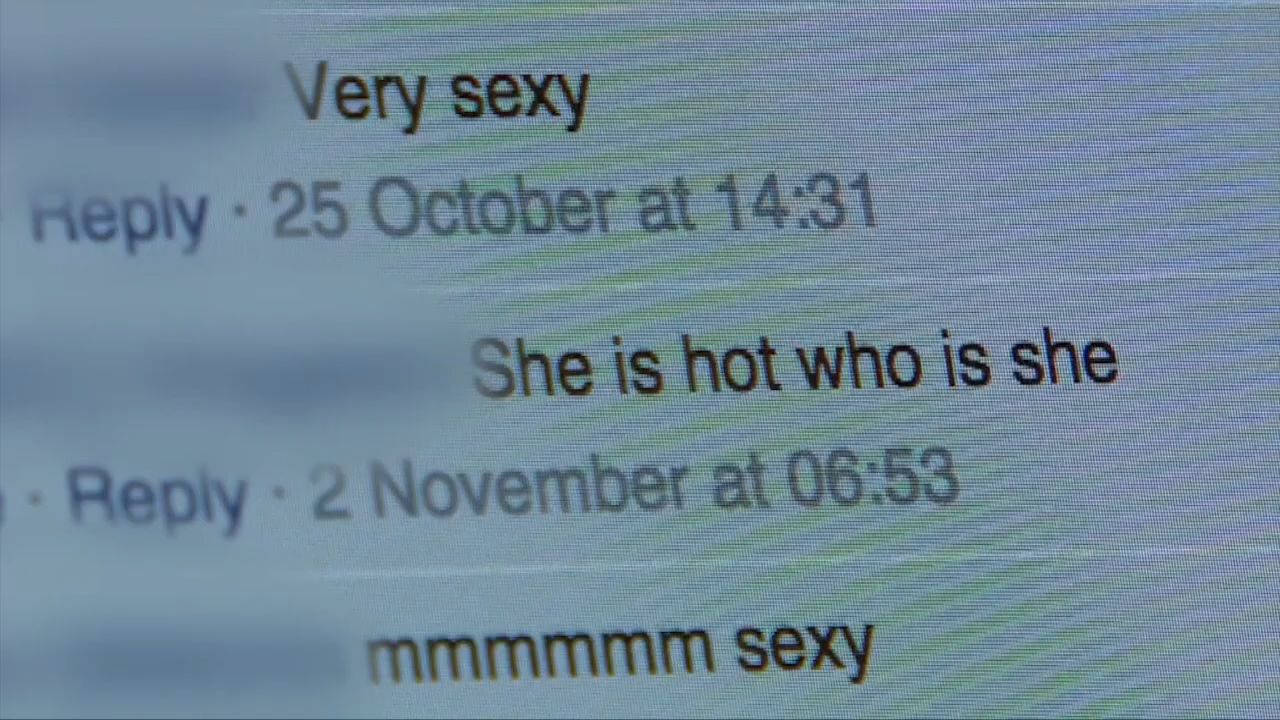 Very sexy
Reply · 25 October at 14:31
She is hot who is she
· Reply · 2 November at 06:53
mmmmmm sexy